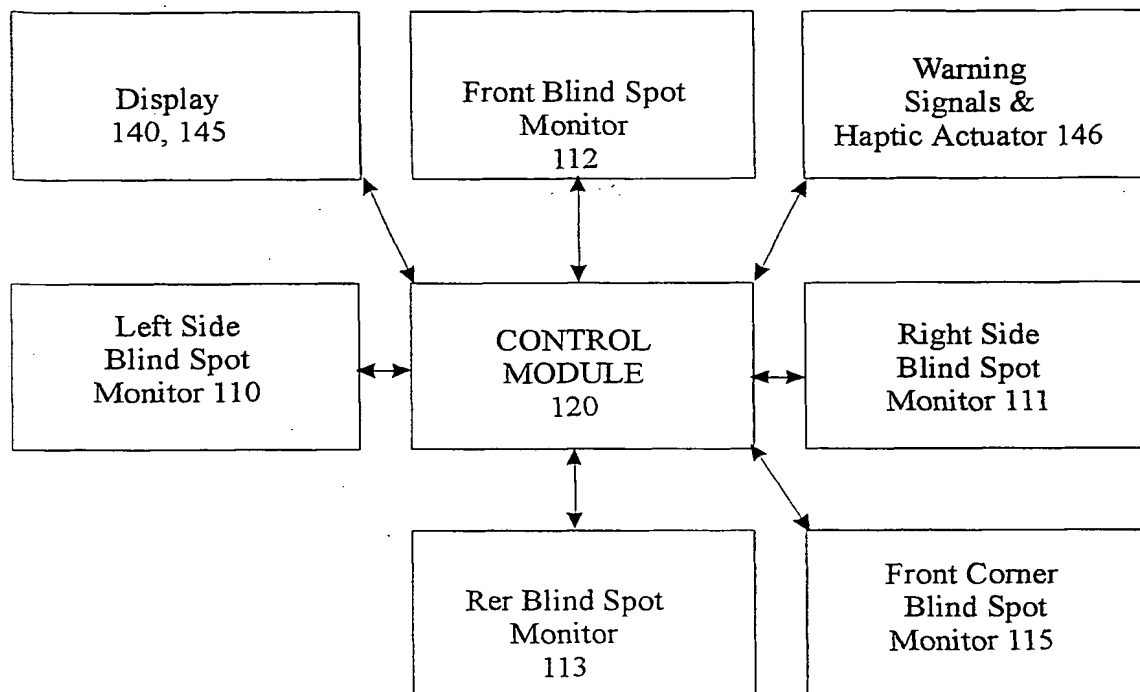 Display
140, 145
Front Blind Spot
Monitor
112
Warning
Signals &
Haptic Actuator 146
Left Side
Blind Spot
Monitor 110
CONTROL
MODULE
120
Right Side
Blind Spot
Monitor 111
Rer Blind Spot
Monitor
113
Front Corner
Blind Spot
Monitor 115